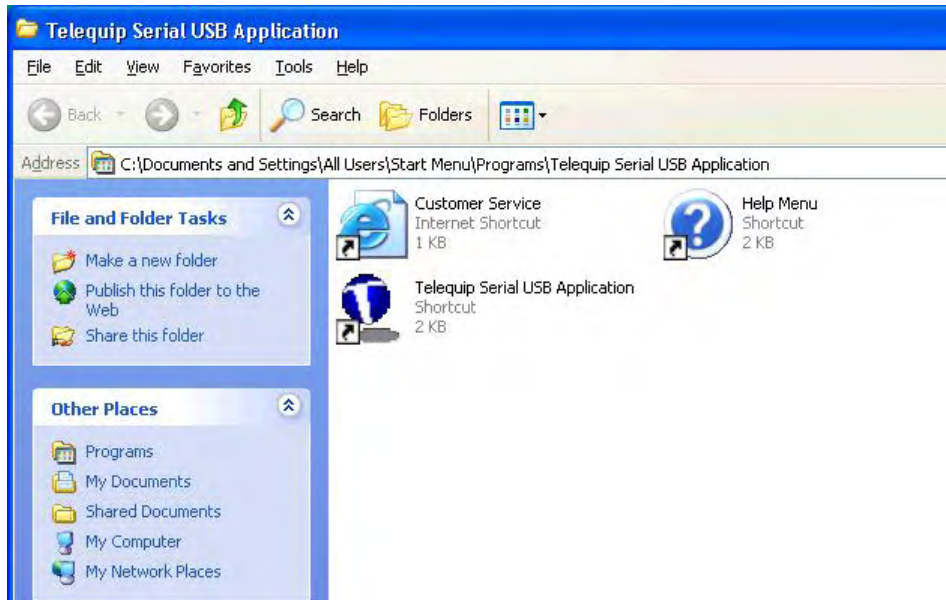 Telequip Serial USB Application
File Edit View Favorites Tools Help
Back Search Folders
Address C:\Documents and Settings\All Users\Start Menu\Programs\Telequip Serial USB Application
File and Folder Tasks
Make a new folder
Publish this folder to the
Web
Share this folder
Other Places
Programs
My Documents
Shared Documents
My Computer
My Network Places
Customer Service
Internet Shortcut
1 KB
Help Menu
Shortcut
2 KB
Telequip Serial USB Application
Shortcut
2 KB